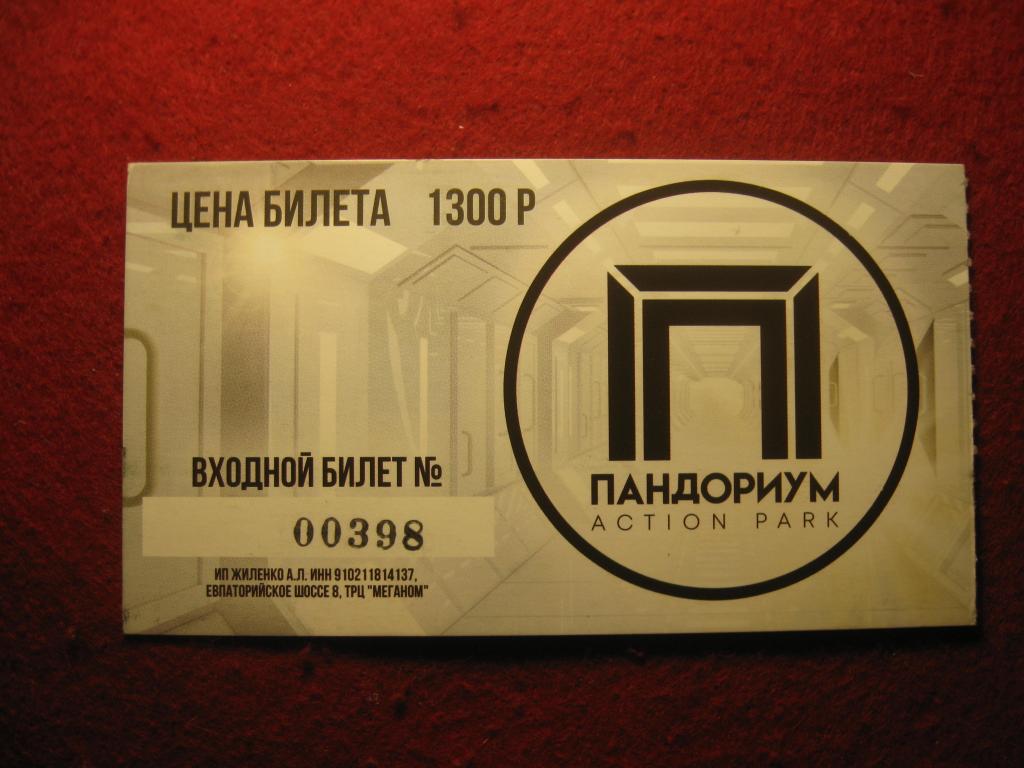 ЦЕНА БИЛЕТА 1300 Р
ВХОДНОЙ БИЛЕТ №
00398
ИП ЖИЛЕНКО А.Л. ИНН 910211814137,
ЕВПАТОРИЙСКОЕ ШОССЕ 8, ТРЦ "МЕГАНОМ"
ПАНДОРИУМ
ACTION PARK